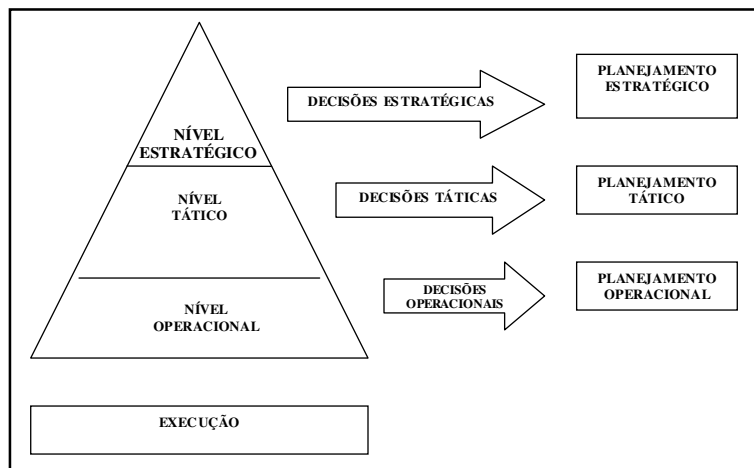 NÍVEL
ESTRATÉGICO
DECISÕES ESTRATÉGICAS
PLANEJAMENTO
ESTRATÉGICO
NÍVEL
TÁTICO
DECISÕES TÁTICAS
PLANEJAMENTO
TÁTICO
NÍVEL
OPERACIONAL
DECISÕES
OPERACIONAIS
PLANEJAMENTO
OPERACIONAL
EXECUÇÃO